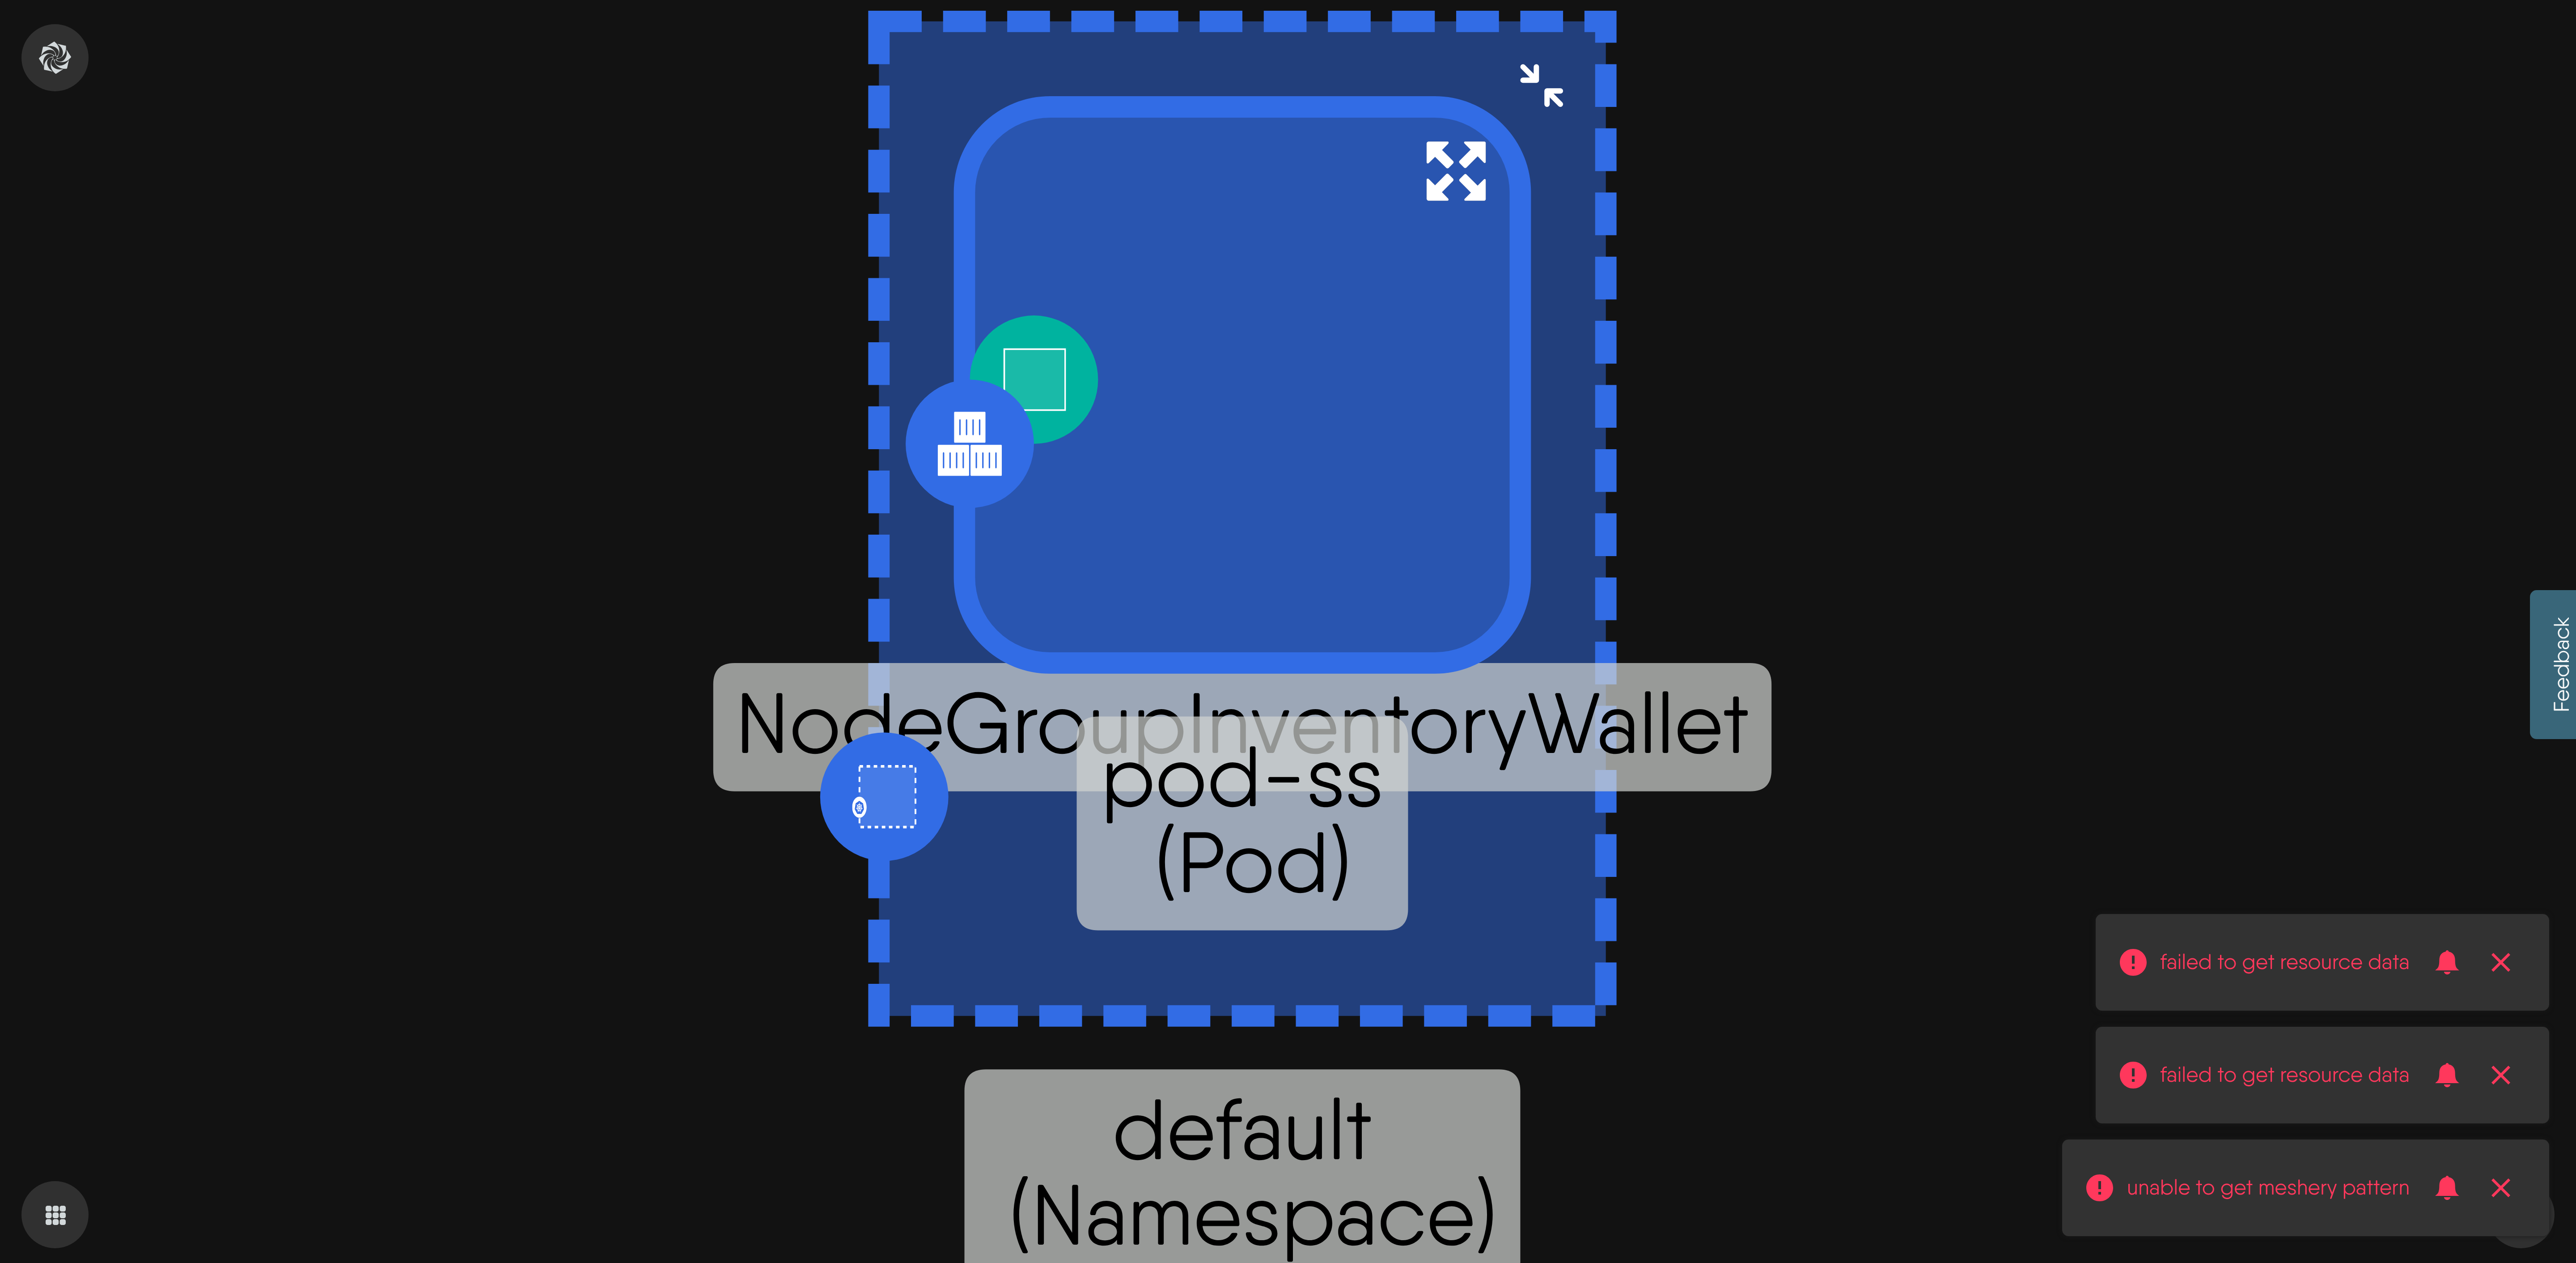 NodeGroupInventoryWallet
pod-ss
(Pod)
default
(Namespace)
Feedback
failed to get resource data
failed to get resource data
unable to get meshery pattern